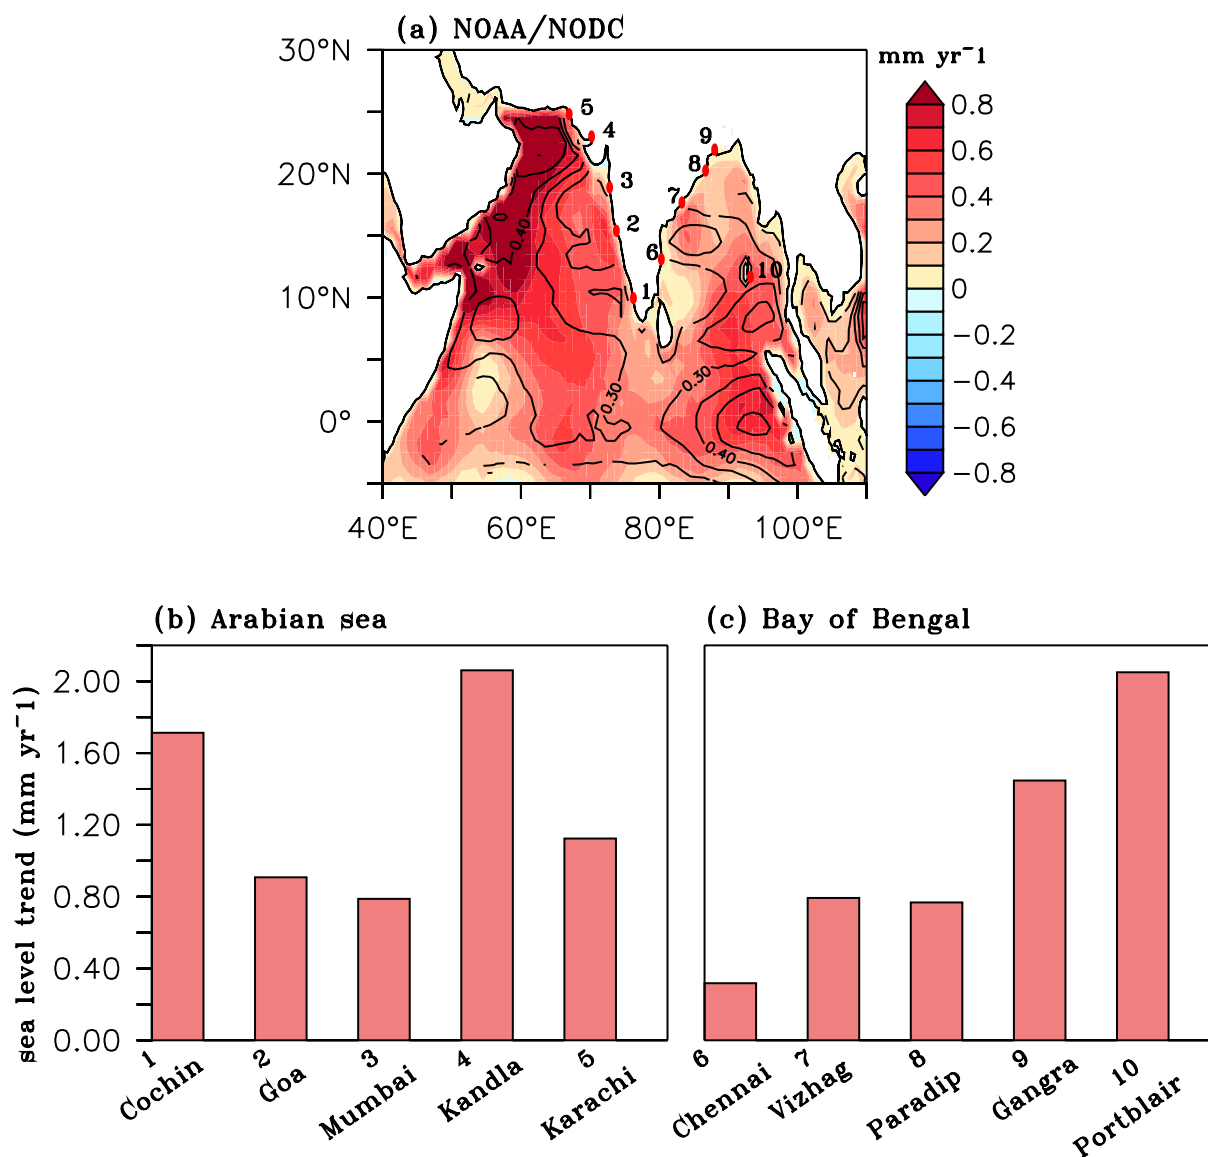 (a) NOAA/NODC
mm yr⁻¹
30°N
20°N
10°N
0°
40°E 60°E 80°E 100°E
0.8
0.6
0.4
0.2
0
−0.2
−0.4
−0.6
−0.8
5
4
3
2
1
9
8
7
6
10
0.40
0.30
0.30
0.40
(b) Arabian sea
(c) Bay of Bengal
sea level trend (mm yr⁻1)
2.00
1.60
1.20
0.80
0.40
0.00
1 2 3 4 5
Cochin Goa Mumbai Kandla Karachi
6 7 8 9 10
Chennai Vizhag Paradip Gangra Portblair